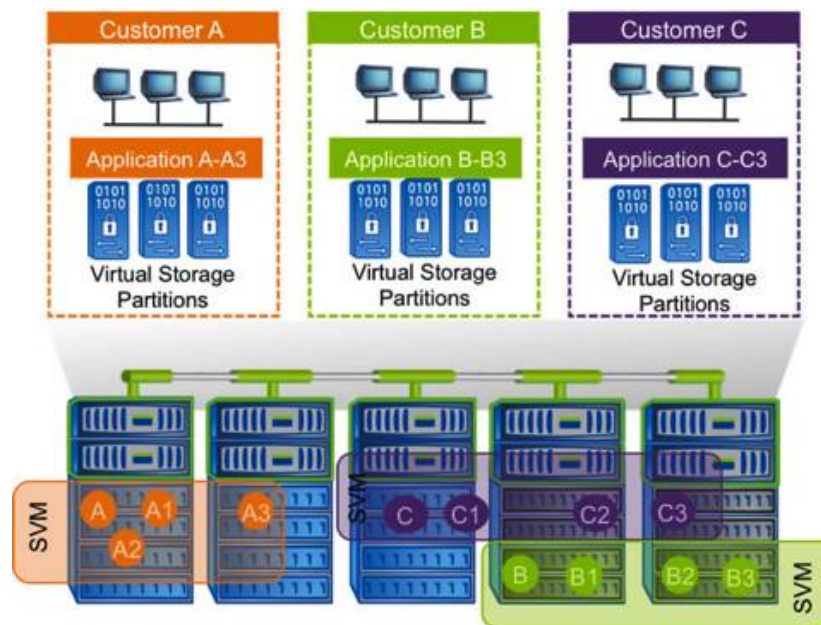 Customer A
Customer B
Customer C
Application A-A3
Application B-B3
Application C-C3
0101 0101 0101
1010 1010 1010
0101 0101 0101
1010 1010 1010
0101 0101 0101
1010 1010 1010
Virtual Storage
Partitions
Virtual Storage
Partitions
Virtual Storage
Partitions
SVM
A
A1
A2
A3
SVM
C
C1
C2
C3
B
B1
B2
B3
SVM